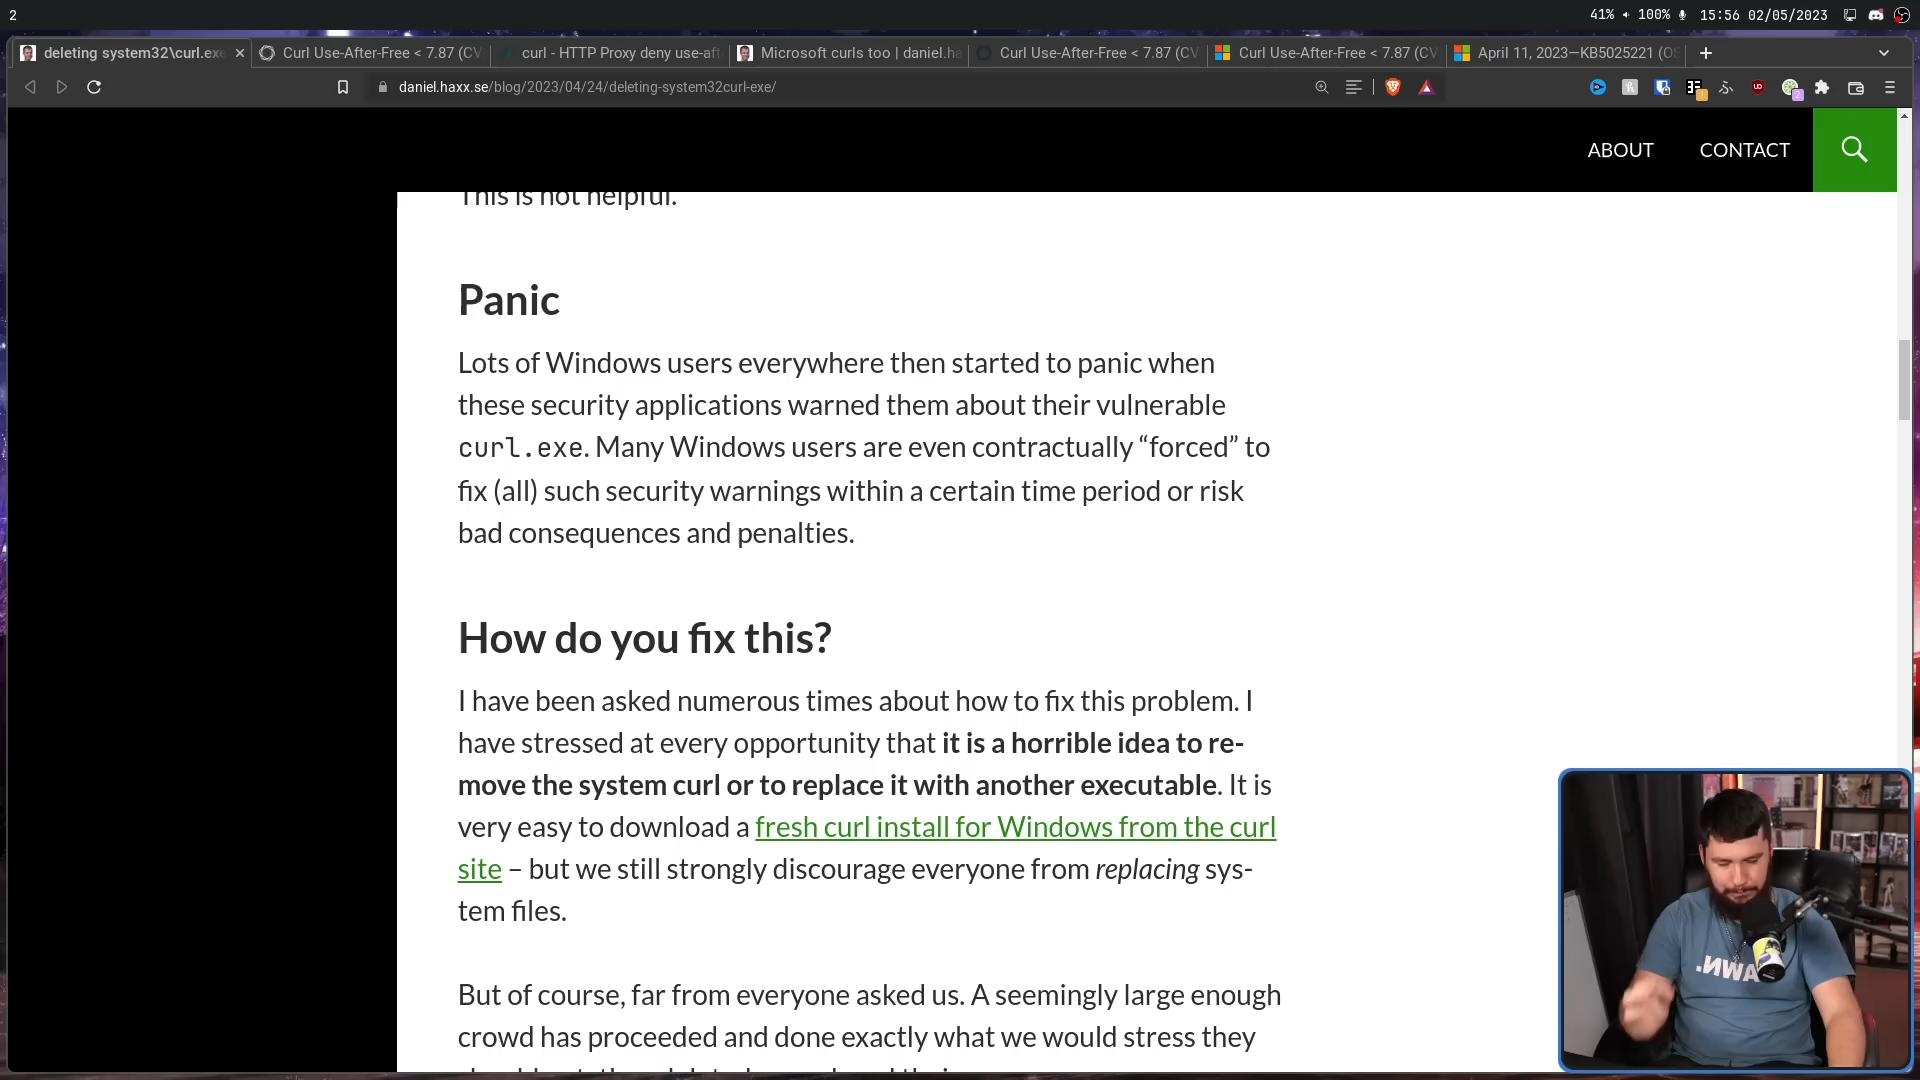 2
41% 100% 15:56 02/05/2023
deleting system32\curl.exe
Curl Use-After-Free < 7.87 (CV
curl - HTTP Proxy deny use-aft
Microsoft curls too | daniel.ha
Curl Use-After-Free < 7.87 (CV
Curl Use-After-Free < 7.87 (CV
April 11, 2023—KB5025221 (OS
daniel.haxx.se/blog/2023/04/24/deleting-system32curl-exe/
ABOUT CONTACT
This is not helpful.
Panic
Lots of Windows users everywhere then started to panic when
these security applications warned them about their vulnerable
curl.exe. Many Windows users are even contractually “forced” to
fix (all) such security warnings within a certain time period or risk
bad consequences and penalties.
How do you fix this?
I have been asked numerous times about how to fix this problem. I
have stressed at every opportunity that it is a horrible idea to re-
move the system curl or to replace it with another executable. It is
very easy to download a fresh curl install for Windows from the curl
site – but we still strongly discourage everyone from replacing sys-
tem files.
But of course, far from everyone asked us. A seemingly large enough
crowd has proceeded and done exactly what we would stress they